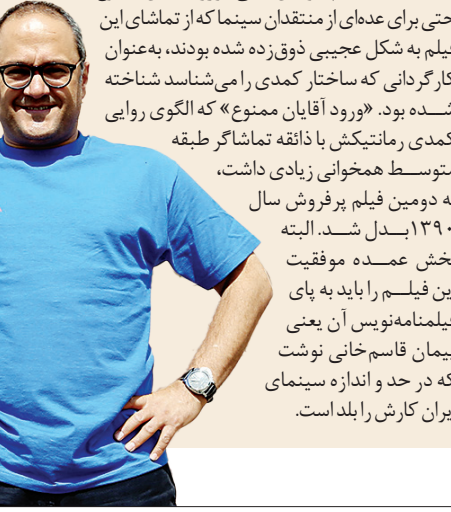 حتی برای عده‌ای از منتقدان سینما که از تماشای این
فیلم به شکل عجیبی ذوق‌زده شده بودند، به‌عنوان
کارگردانی که ساختار کمدی را می‌شناسد شناخته
شده بود. «ورود آقایان ممنوع» که الگوی روایی
کمدی رمانتیکش با ذائقه تماشاگر طبقه
متوسط همخوانی زیادی داشت،
به دومین فیلم پرفروش سال
۱۳۹۰ بدل شد. البته
بخش عمده موفقیت
این فیلم را باید به پای
فیلمنامه‌نویس آن یعنی
پیمان قاسم‌خانی نوشت
که در حد و اندازه سینمای
ایران کارش را بلد است.